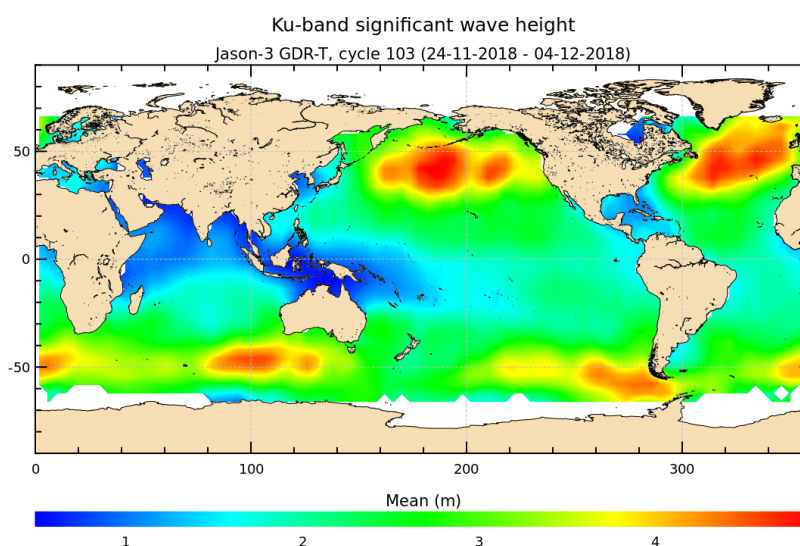 Ku-band significant wave height
Jason-3 GDR-T, cycle 103 (24-11-2018 - 04-12-2018)
50
0
-50
0 100 200 300
Mean (m)
1 2 3 4